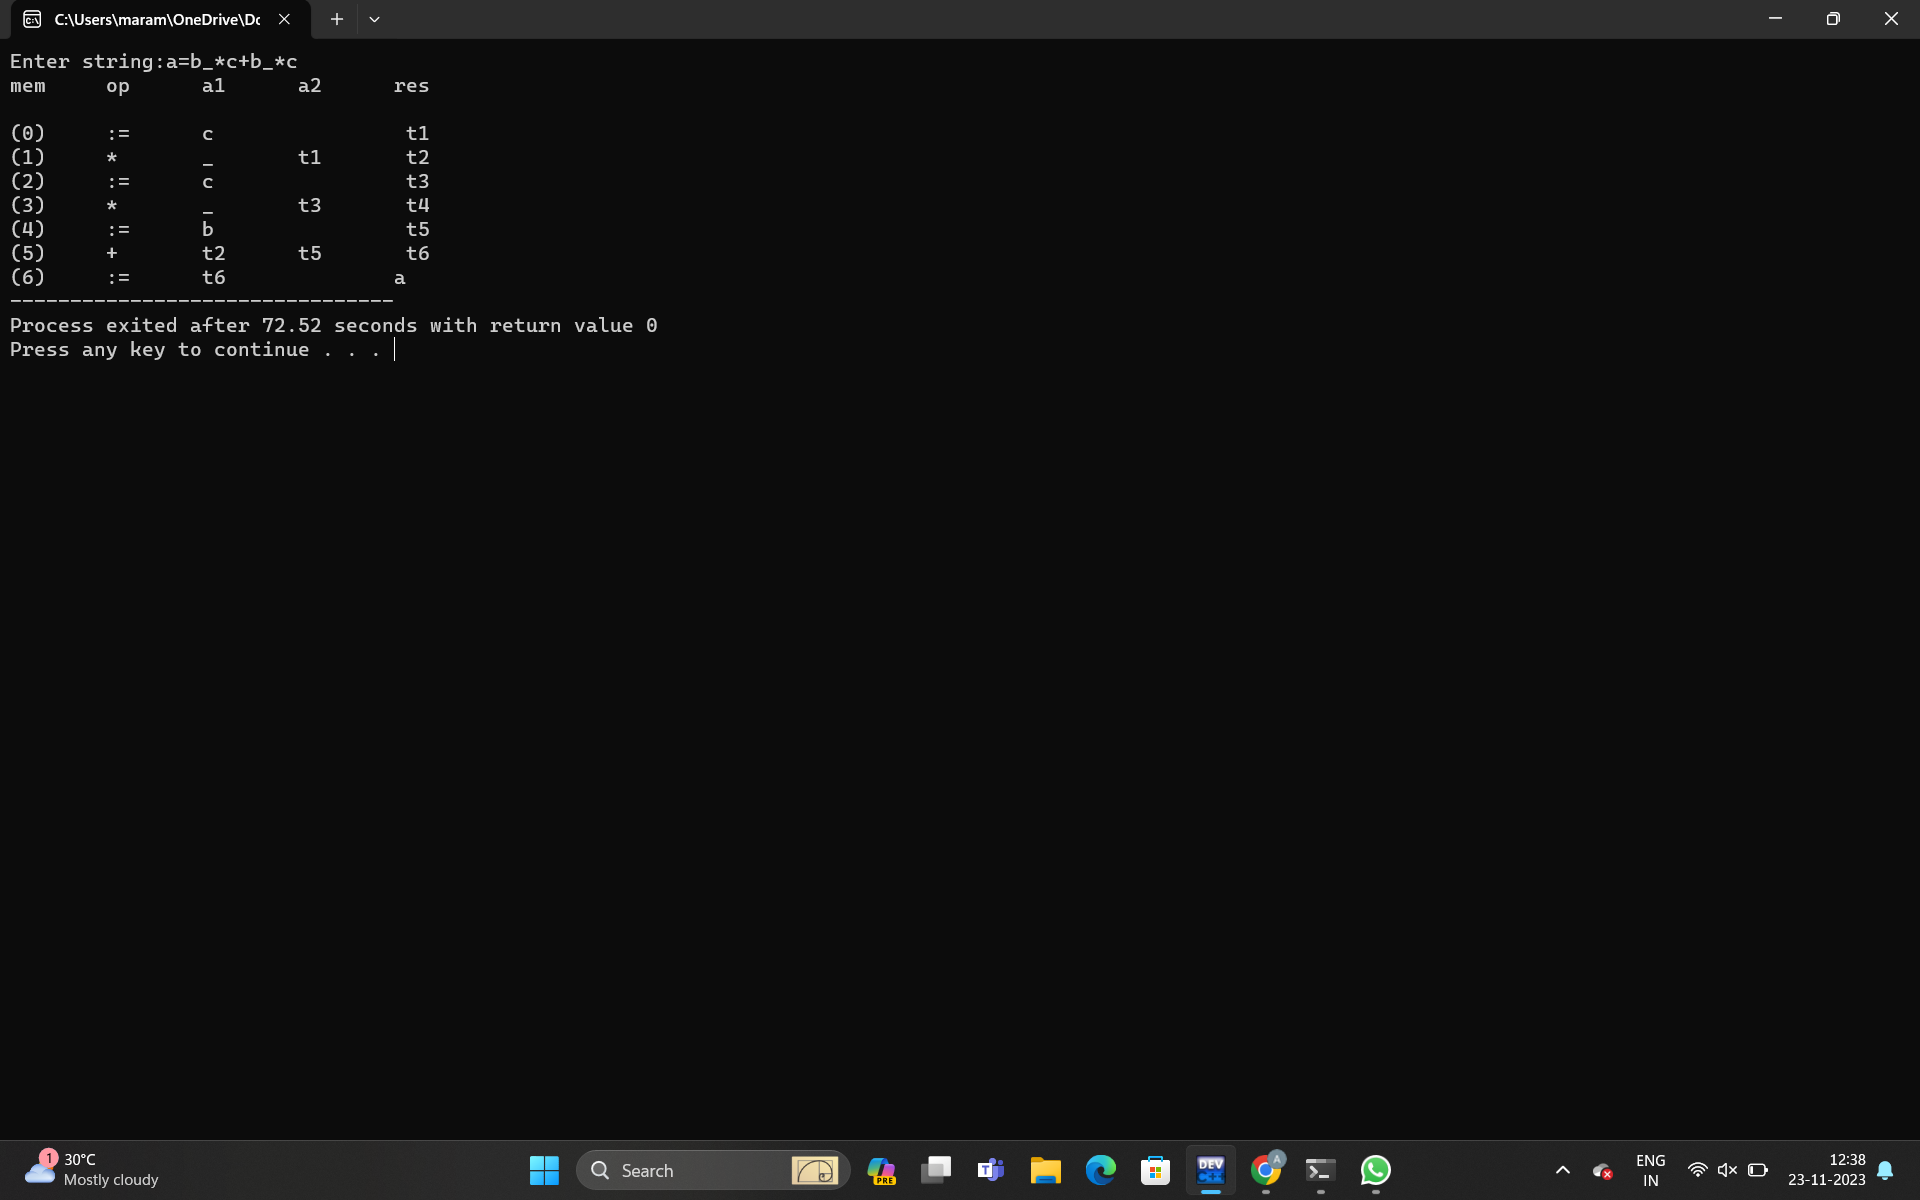 C:\Users\maram\OneDrive\Dc
Enter string:a=b_*c+b_*c
mem op a1 a2 res
(0) := c t1
(1) * _ t1 t2
(2) := c t3
(3) * _ t3 t4
(4) := b t5
(5) + t2 t5 t6
(6) := t6 a
--------------------------------
Process exited after 72.52 seconds with return value 0
Press any key to continue . . .
1
30°C
Mostly cloudy
Search
PRE
T
DEV
C++
A
ENG
IN
12:38
23-11-2023